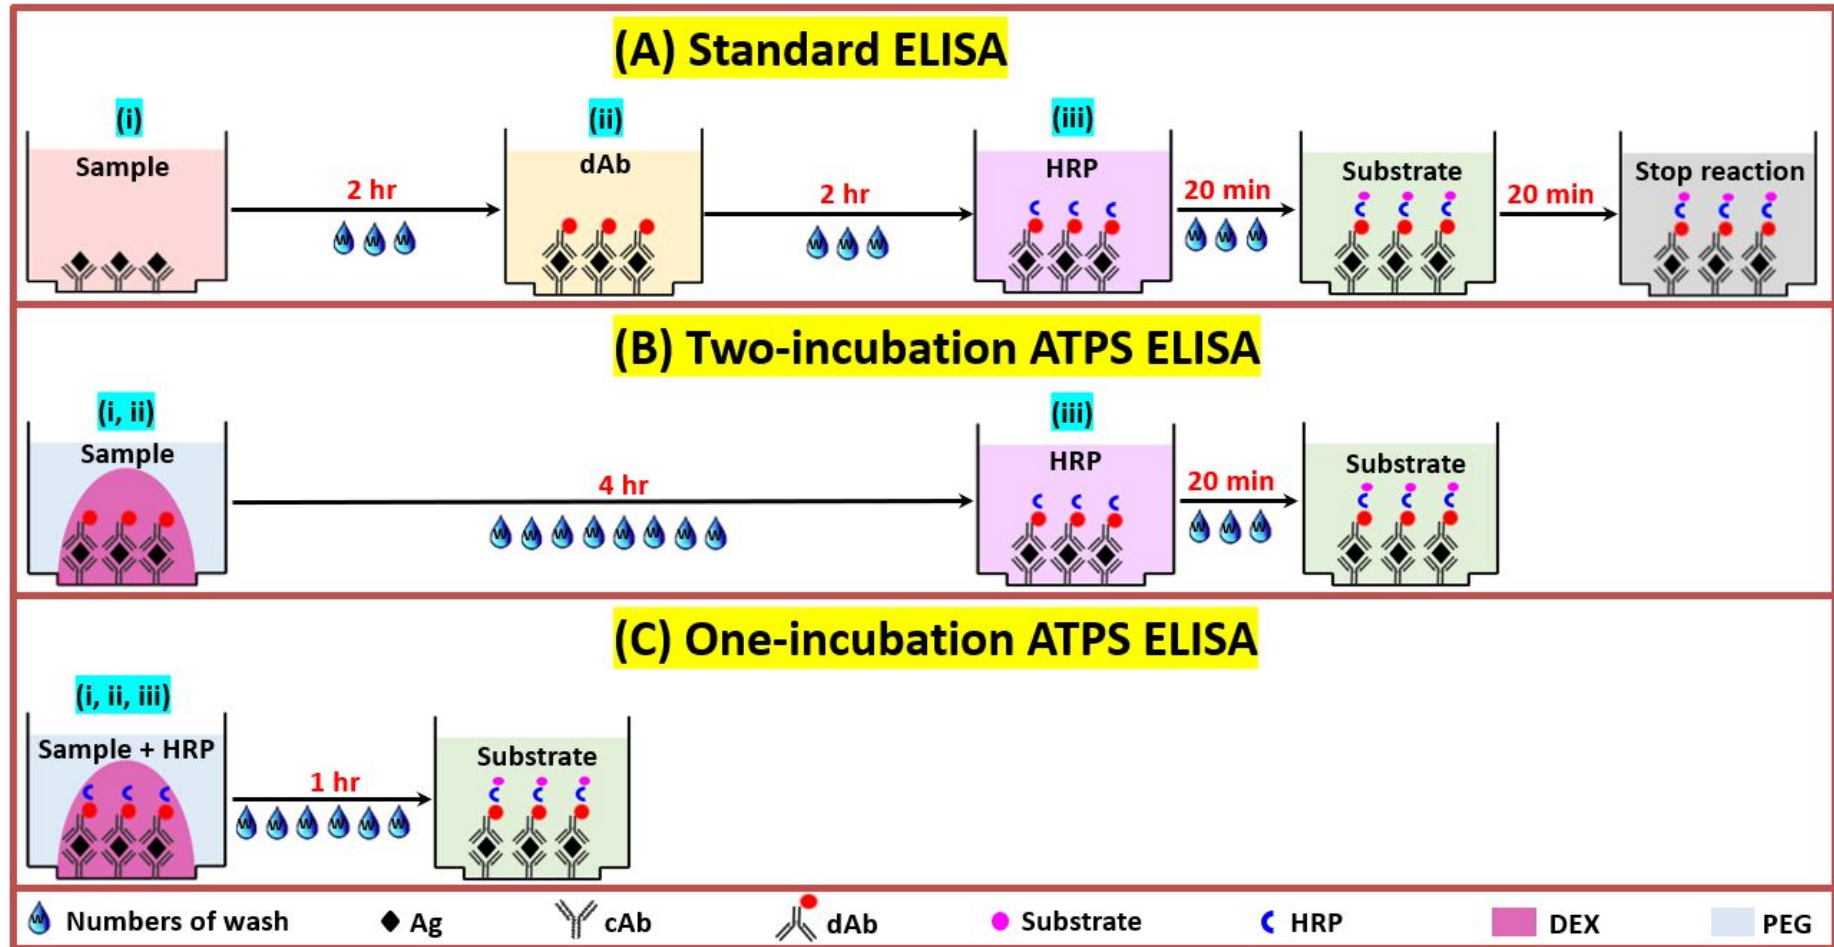 (A) Standard ELISA
(i)
(ii)
(iii)
Sample
2 hr
W W W
dAb
2 hr
W W W
HRP
20 min
W W W
Substrate
20 min
Stop reaction
(B) Two-incubation ATPS ELISA
(i, ii)
(iii)
Sample
4 hr
W W W W W W W W
HRP
20 min
W W W
Substrate
(C) One-incubation ATPS ELISA
(i, ii, iii)
Sample + HRP
1 hr
W W W W W W
Substrate
W Numbers of wash Ag cAb dAb Substrate HRP DEX PEG